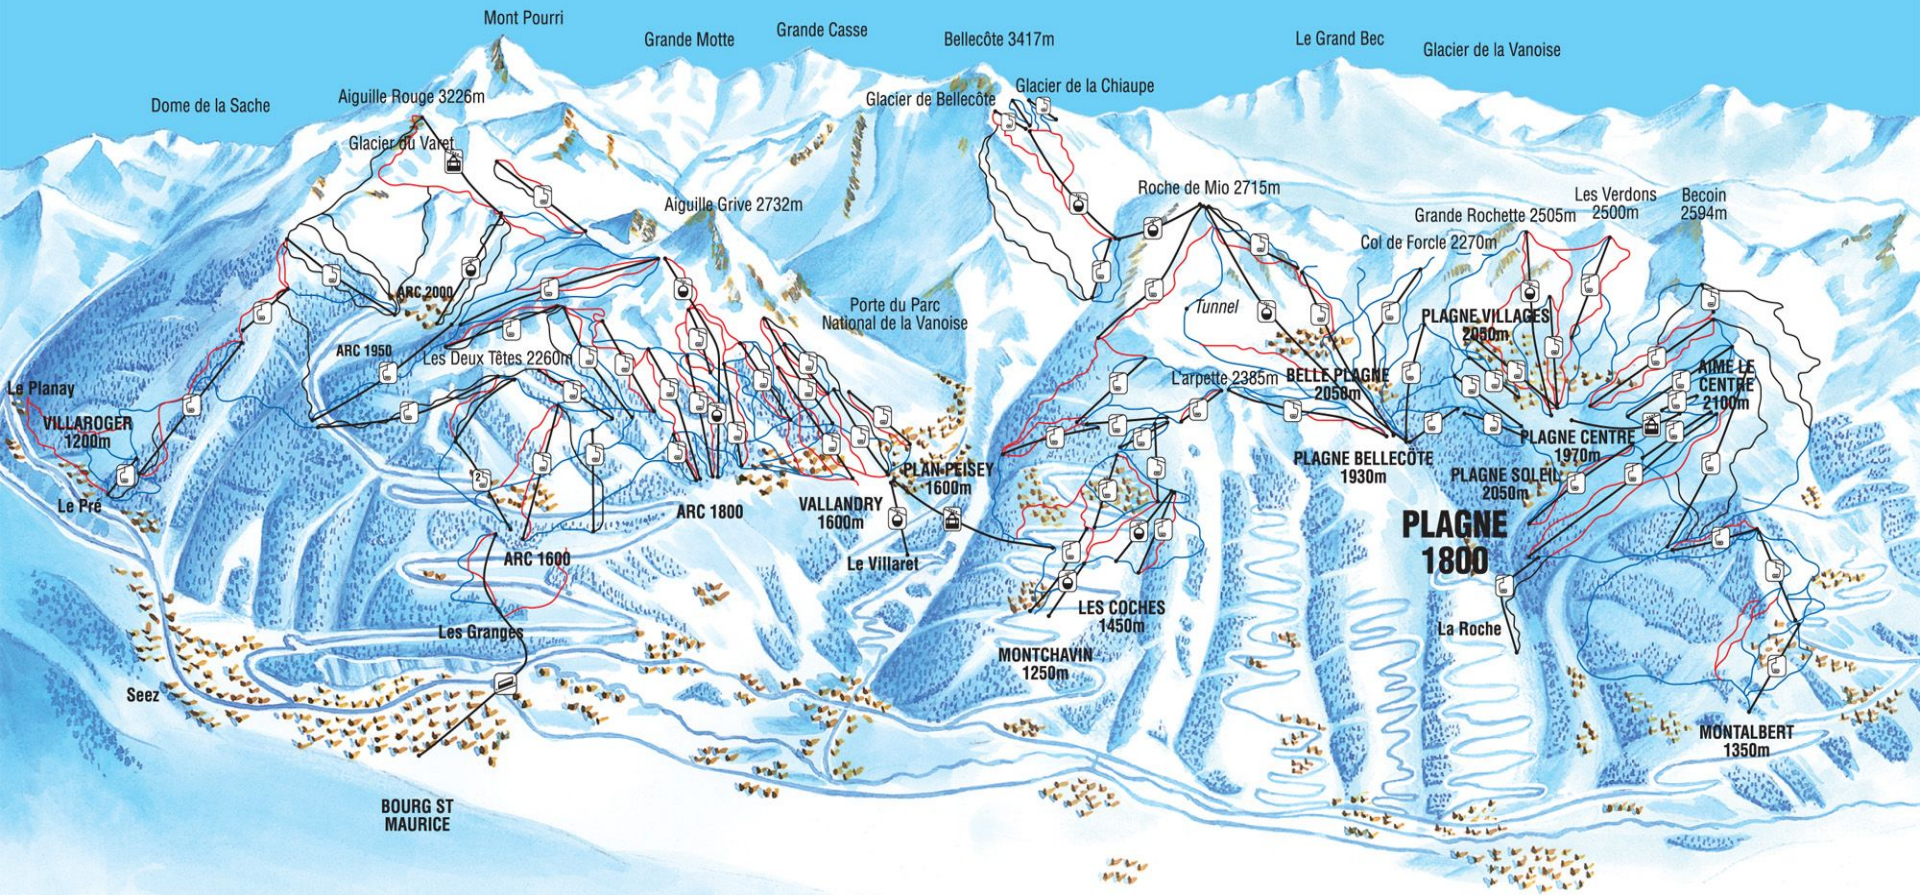 Mont Pourri
Grande Motte
Grande Casse
Bellecôte 3417m
Le Grand Bec
Glacier de la Vanoise
Dome de la Sache
Aiguille Rouge 3226m
Glacier de Bellecôte
Glacier de la Chiaupe
Glacier du Varet
Aiguille Grive 2732m
Roche de Mio 2715m
Grande Rochette 2505m
Les Verdons
2500m
Becoin
2594m
Col de Forcle 2270m
ARC 2000
Porte du Parc
National de la Vanoise
Tunnel
PLAGNE VILLAGES
2050m
ARC 1950
Les Deux Têtes 2260m
L'arpette 2385m
BELLE PLAGNE
2050m
AIME LE
CENTRE
2100m
Le Planay
VILLAROGER
1200m
Le Pré
2
PLAN PEISEY
1600m
VALLANDRY
1600m
ARC 1800
PLAGNE BELLECÔTE
1930m
PLAGNE CENTRE
1970m
PLAGNE SOLEIL
2050m
PLAGNE
1800
ARC 1600
Le Villaret
LES COCHES
1450m
Les Granges
La Roche
MONTCHAVIN
1250m
Seez
MONTALBERT
1350m
BOURG ST
MAURICE